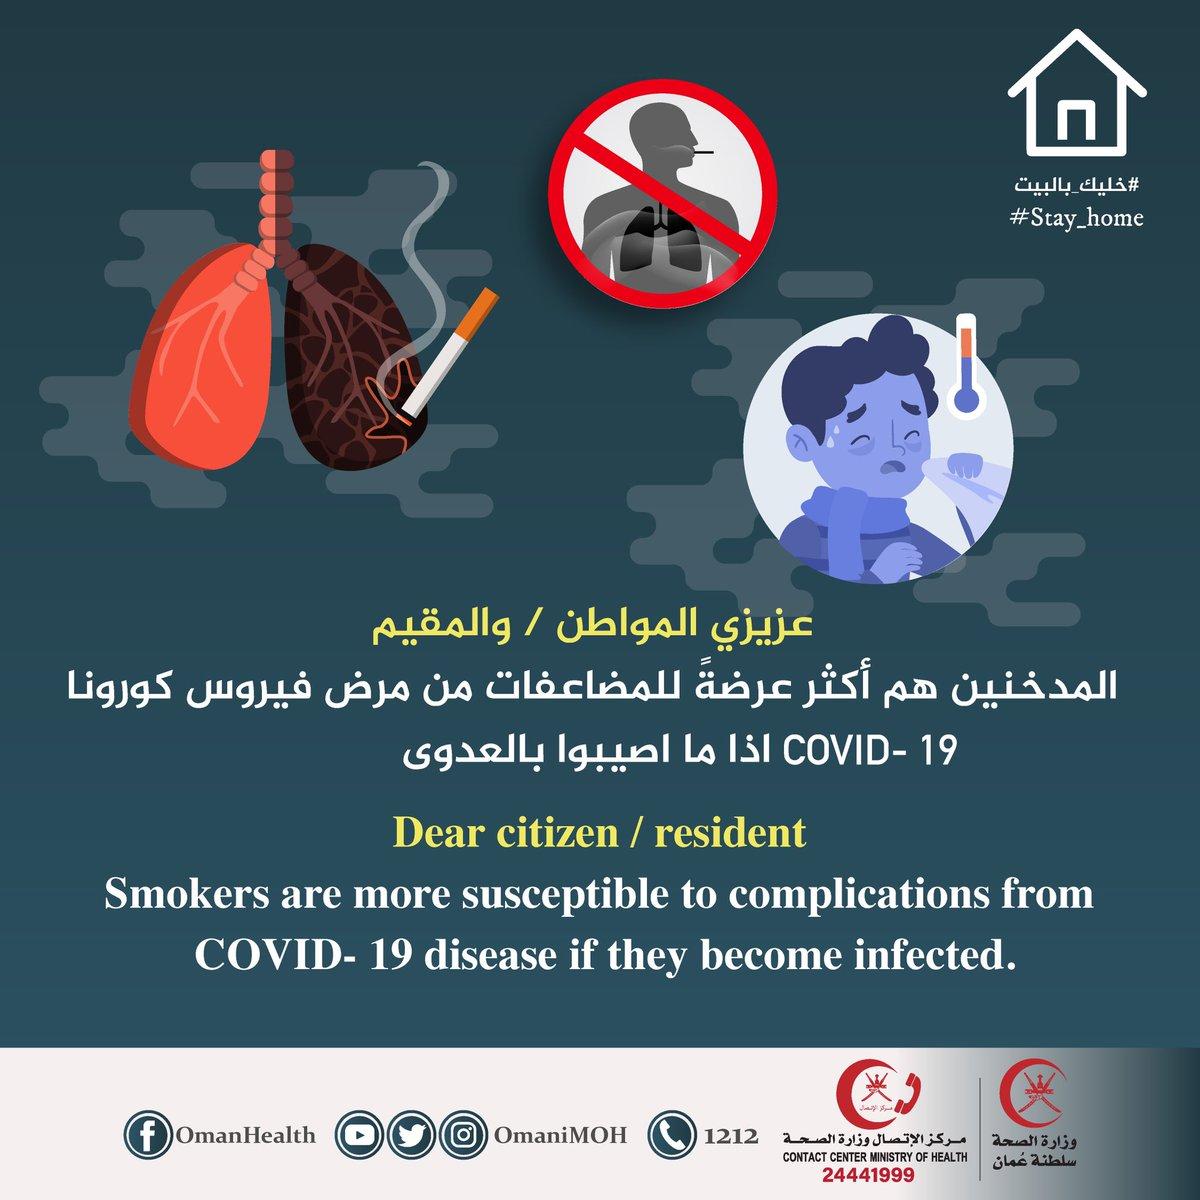 #خليك_بالبيت
#Stay_home
عزيزي المواطن / والمقيم
المدخنين هم أكثر عرضةً للمضاعفات من مرض فيروس كورونا
COVID- 19 اذا ما اصيبوا بالعدوى
Dear citizen / resident
Smokers are more susceptible to complications from
COVID- 19 disease if they become infected.
OmanHealth
OmaniMOH
1212
مركز الإتصال
مركز الإتصال وزارة الصحة
CONTACT CENTER MINISTRY OF HEALTH
24441999
وزارة الصحة
سلطنة عُمان